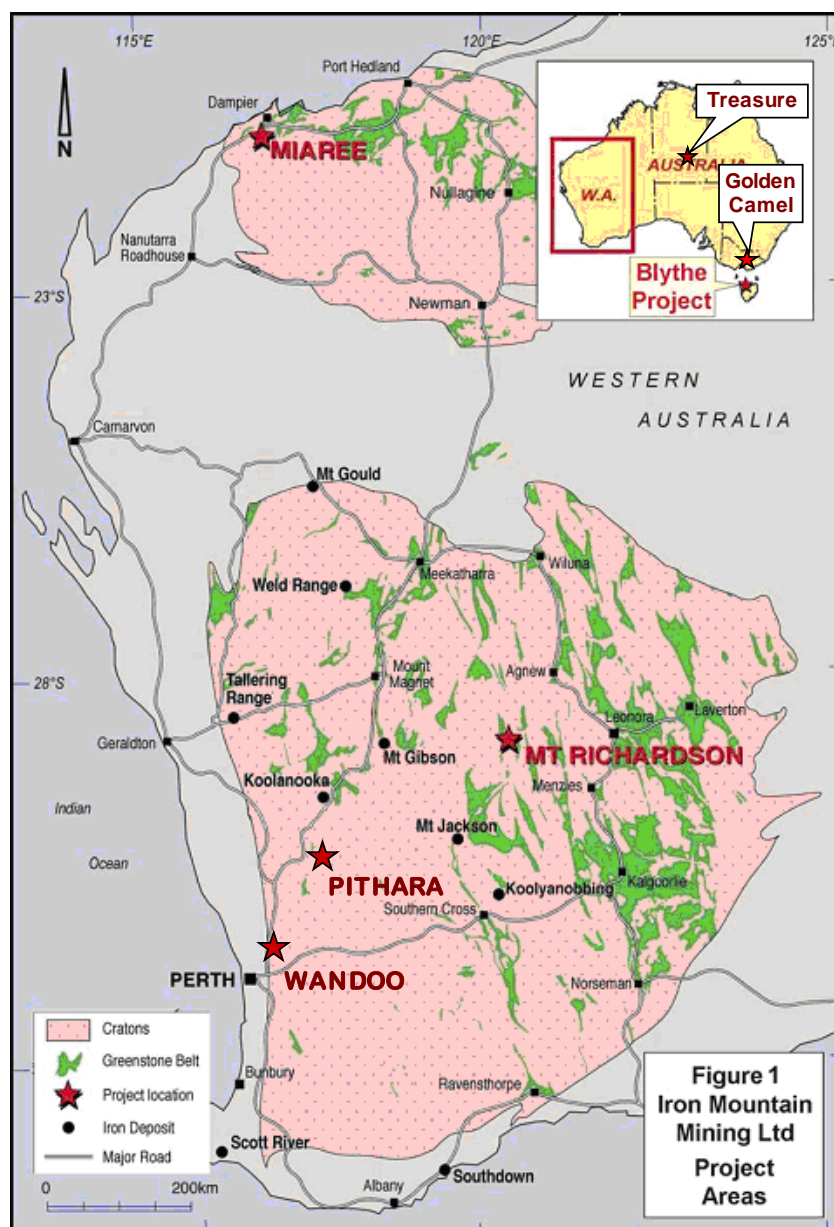 115°E
120°E
125°E
Port Hedland
Dampier
N
MIAREE
Nullagine
Nanutarra
Roadhouse
23°S
Newman
Treasure
AUSTRALIA
W.A.
Golden
Camel
Blythe
Project
WESTERN
AUSTRALIA
Carnarvon
Mt Gould
Meekatharra
Wiluna
Weld Range
28°S
Tallering
Range
Mount
Magnet
Agnew
Leonora
Laverton
Geraldton
Mt Gibson
MT RICHARDSON
Koolanooka
Menzies
Indian
Ocean
Mt Jackson
PITHARA
Koolyanobbing
Kalgoorlie
Southern Cross
PERTH
WANDOO
Norseman
Cratons
Greenstone Belt
Project location
Iron Deposit
Major Road
0
200km
Bunbury
Ravensthorpe
Scott River
Albany
Southdown
Figure 1
Iron Mountain
Mining Ltd
Project
Areas